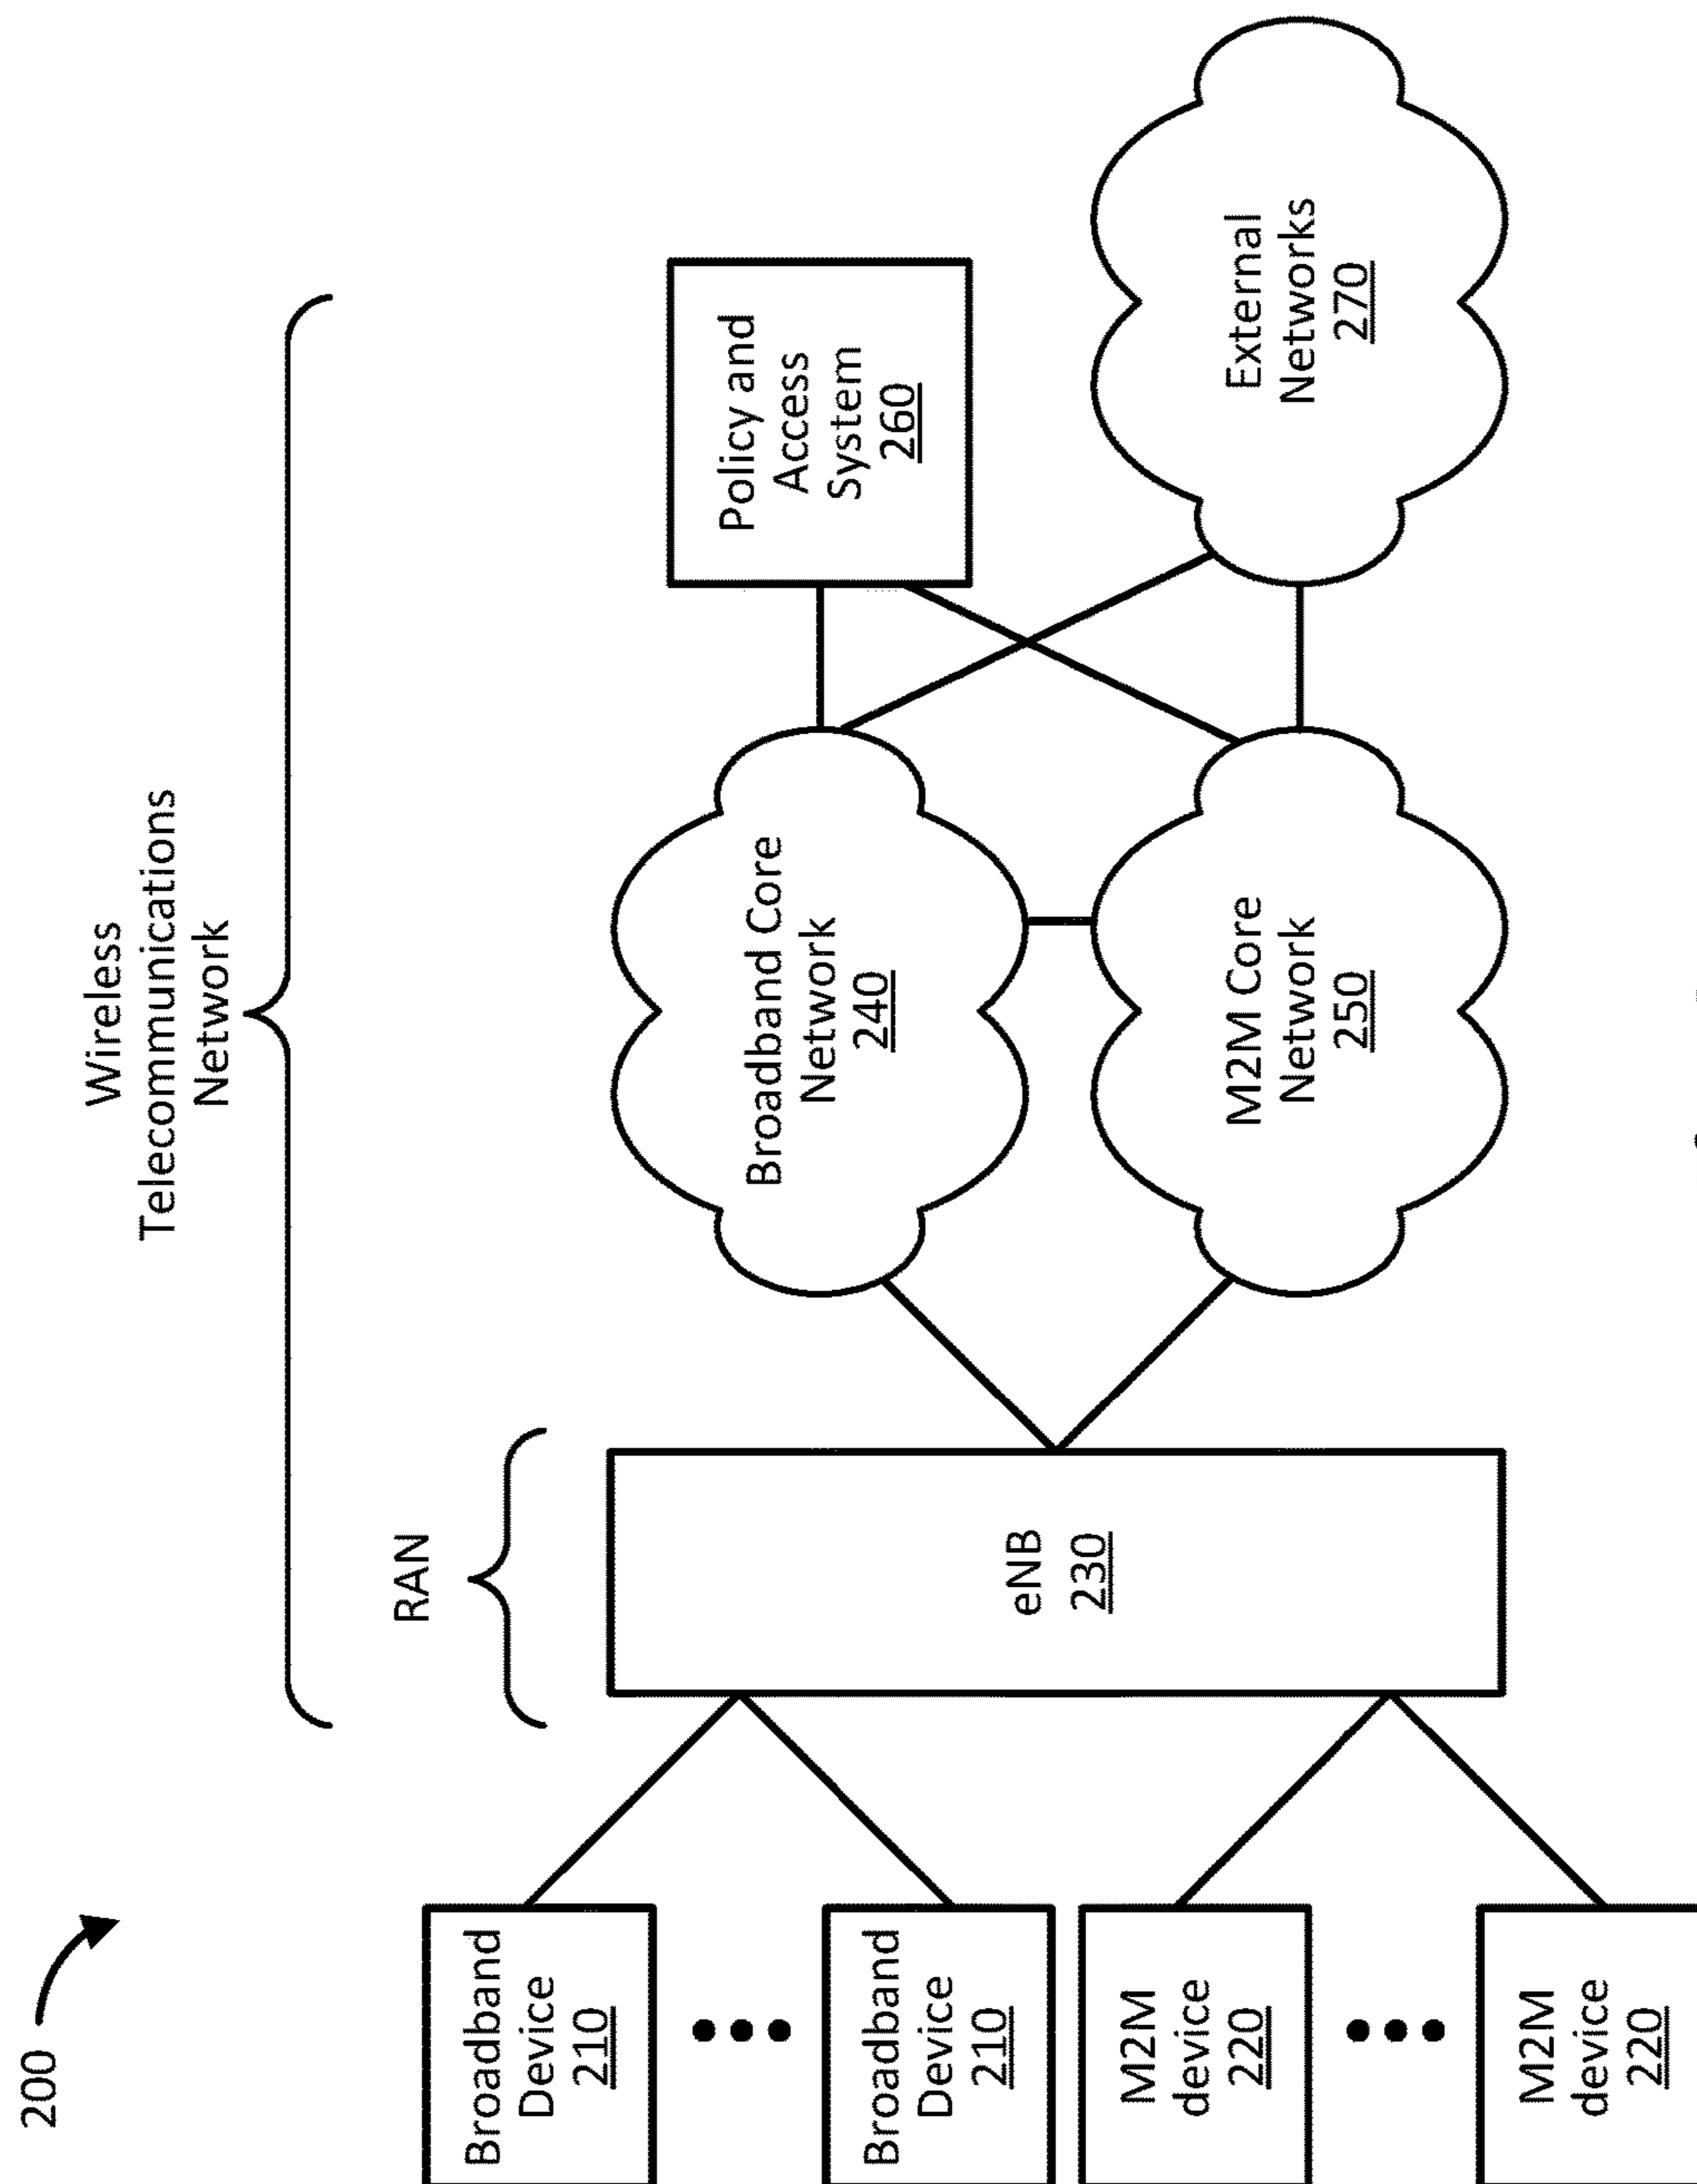 200
Wireless
Telecommunications
Network
RAN
Broadband
Device
210
Broadband
Device
210
M2M
device
220
M2M
device
220
eNB
230
Broadband Core
Network
240
M2M Core
Network
250
Policy and
Access
System
260
External
Networks
270